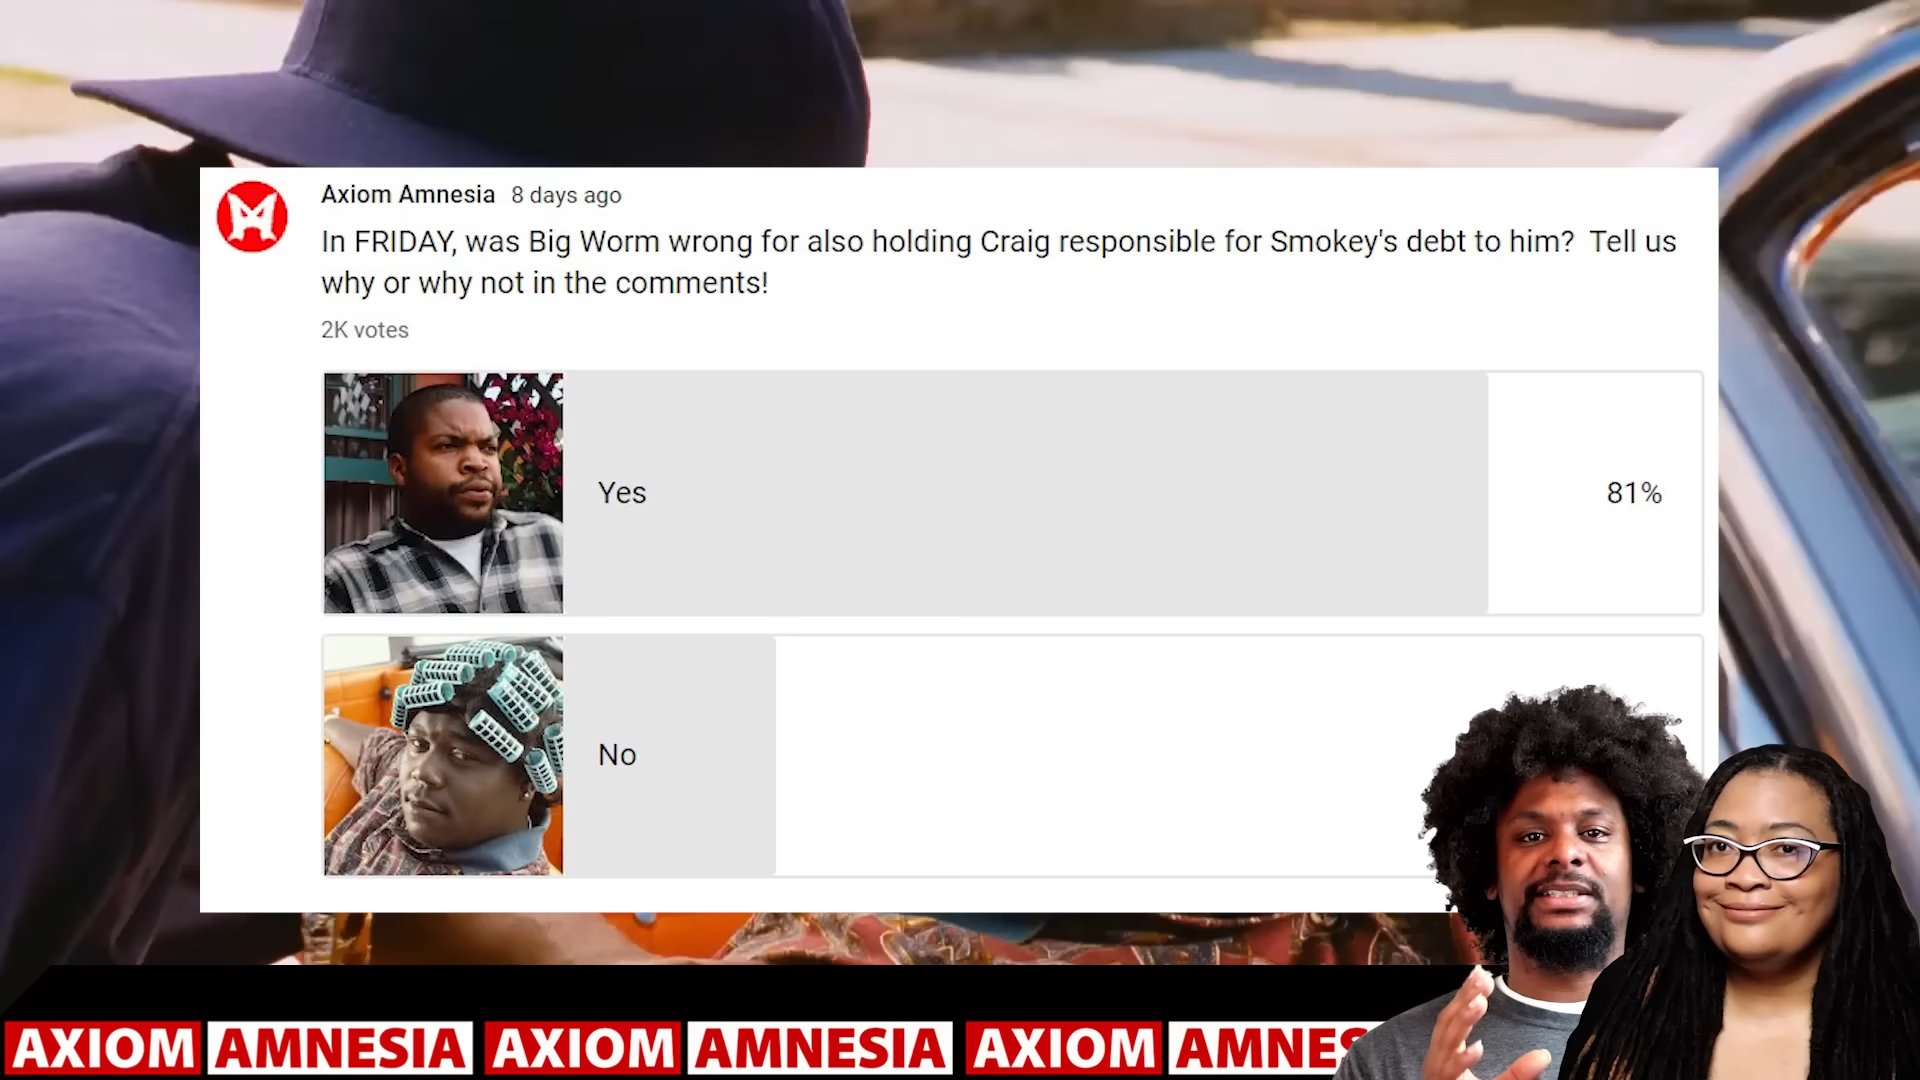 Axiom Amnesia 8 days ago
In FRIDAY, was Big Worm wrong for also holding Craig responsible for Smokey's debt to him? Tell us
why or why not in the comments!
2K votes
Yes
81%
No
AXIOM AMNESIA AXIOM AMNESIA AXIOM AMNES